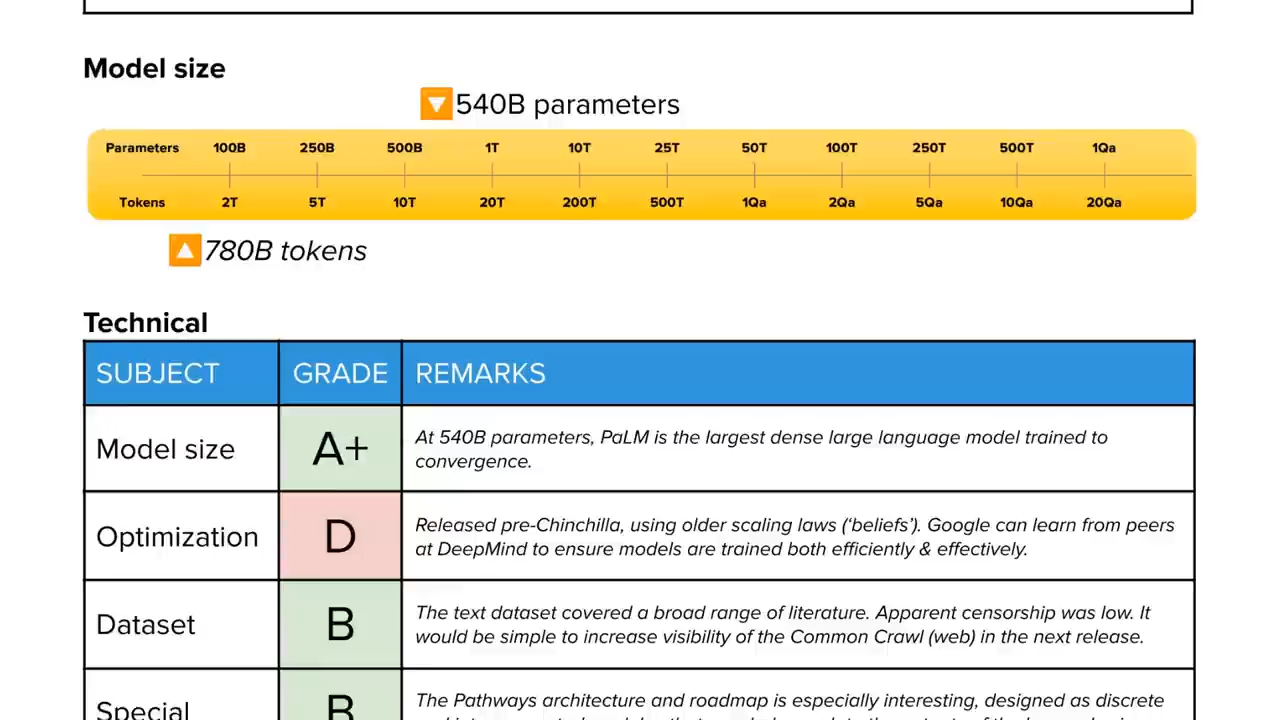 Model size
540B parameters
Parameters 100B 250B 500B 1T 10T 25T 50T 100T 250T 500T 1Qa
Tokens 2T 5T 10T 20T 200T 500T 1Qa 2Qa 5Qa 10Qa 20Qa
780B tokens
Technical
SUBJECT GRADE REMARKS
Model size A+ At 540B parameters, PaLM is the largest dense large language model trained to
convergence.
Optimization D Released pre-Chinchilla, using older scaling laws (‘beliefs’). Google can learn from peers
at DeepMind to ensure models are trained both efficiently & effectively.
Dataset B The text dataset covered a broad range of literature. Apparent censorship was low. It
would be simple to increase visibility of the Common Crawl (web) in the next release.
Special B The Pathways architecture and roadmap is especially interesting, designed as discrete